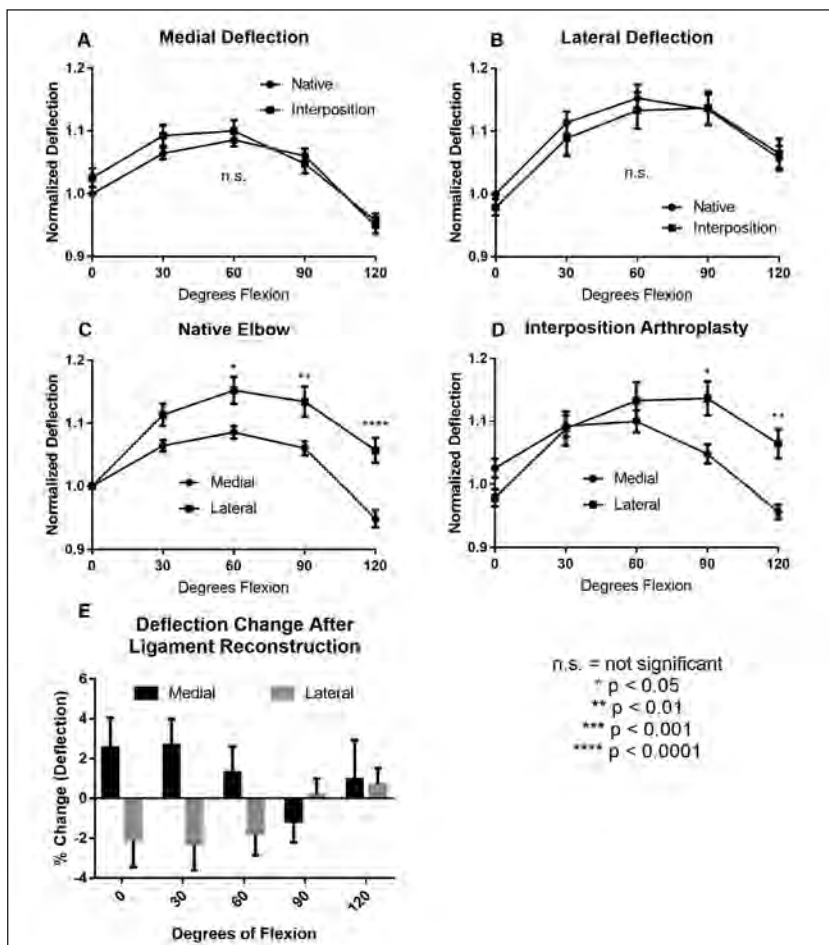 A
Medial Deflection
Normalized Deflection
1.2
1.1
1.0
0.9
Native
Interposition
n.s.
0 30 60 90 120
Degrees Flexion
B
Lateral Deflection
Normalized Deflection
1.2
1.1
1.0
0.9
n.s.
Native
Interposition
0 30 60 90 120
Degrees Flexion
C
Native Elbow
Normalized Deflection
1.2
1.1
1.0
0.9
*
**
****
Medial
Lateral
0 30 60 90 120
Degrees Flexion
D
Interposition Arthroplasty
Normalized Deflection
1.2
1.1
1.0
0.9
*
**
Medial
Lateral
0 30 60 90 120
Degrees Flexion
E
Deflection Change After
Ligament Reconstruction
% Change (Deflection)
6
4
2
0
-2
-4
Medial
Lateral
0 30 60 90 120
Degrees of Flexion
n.s. = not significant
* p < 0.05
** p < 0.01
*** p < 0.001
**** p < 0.0001